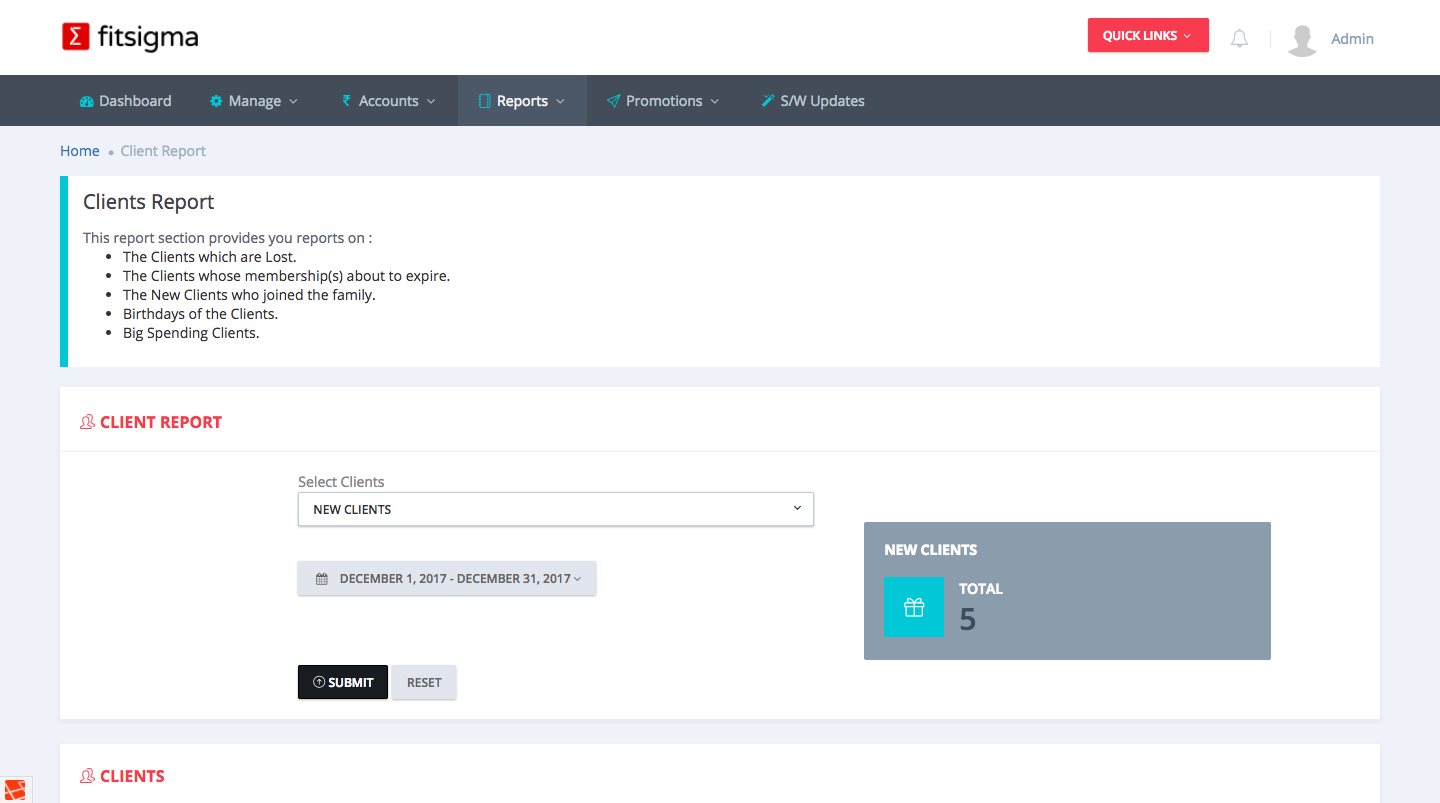 Σ fitsigma
QUICK LINKS
Admin
Dashboard Manage Accounts Reports Promotions S/W Updates
Home • Client Report
Clients Report
This report section provides you reports on :
• The Clients which are Lost.
• The Clients whose membership(s) about to expire.
• The New Clients who joined the family.
• Birthdays of the Clients.
• Big Spending Clients.
CLIENT REPORT
Select Clients
NEW CLIENTS
DECEMBER 1, 2017 - DECEMBER 31, 2017
SUBMIT RESET
NEW CLIENTS
TOTAL
5
CLIENTS